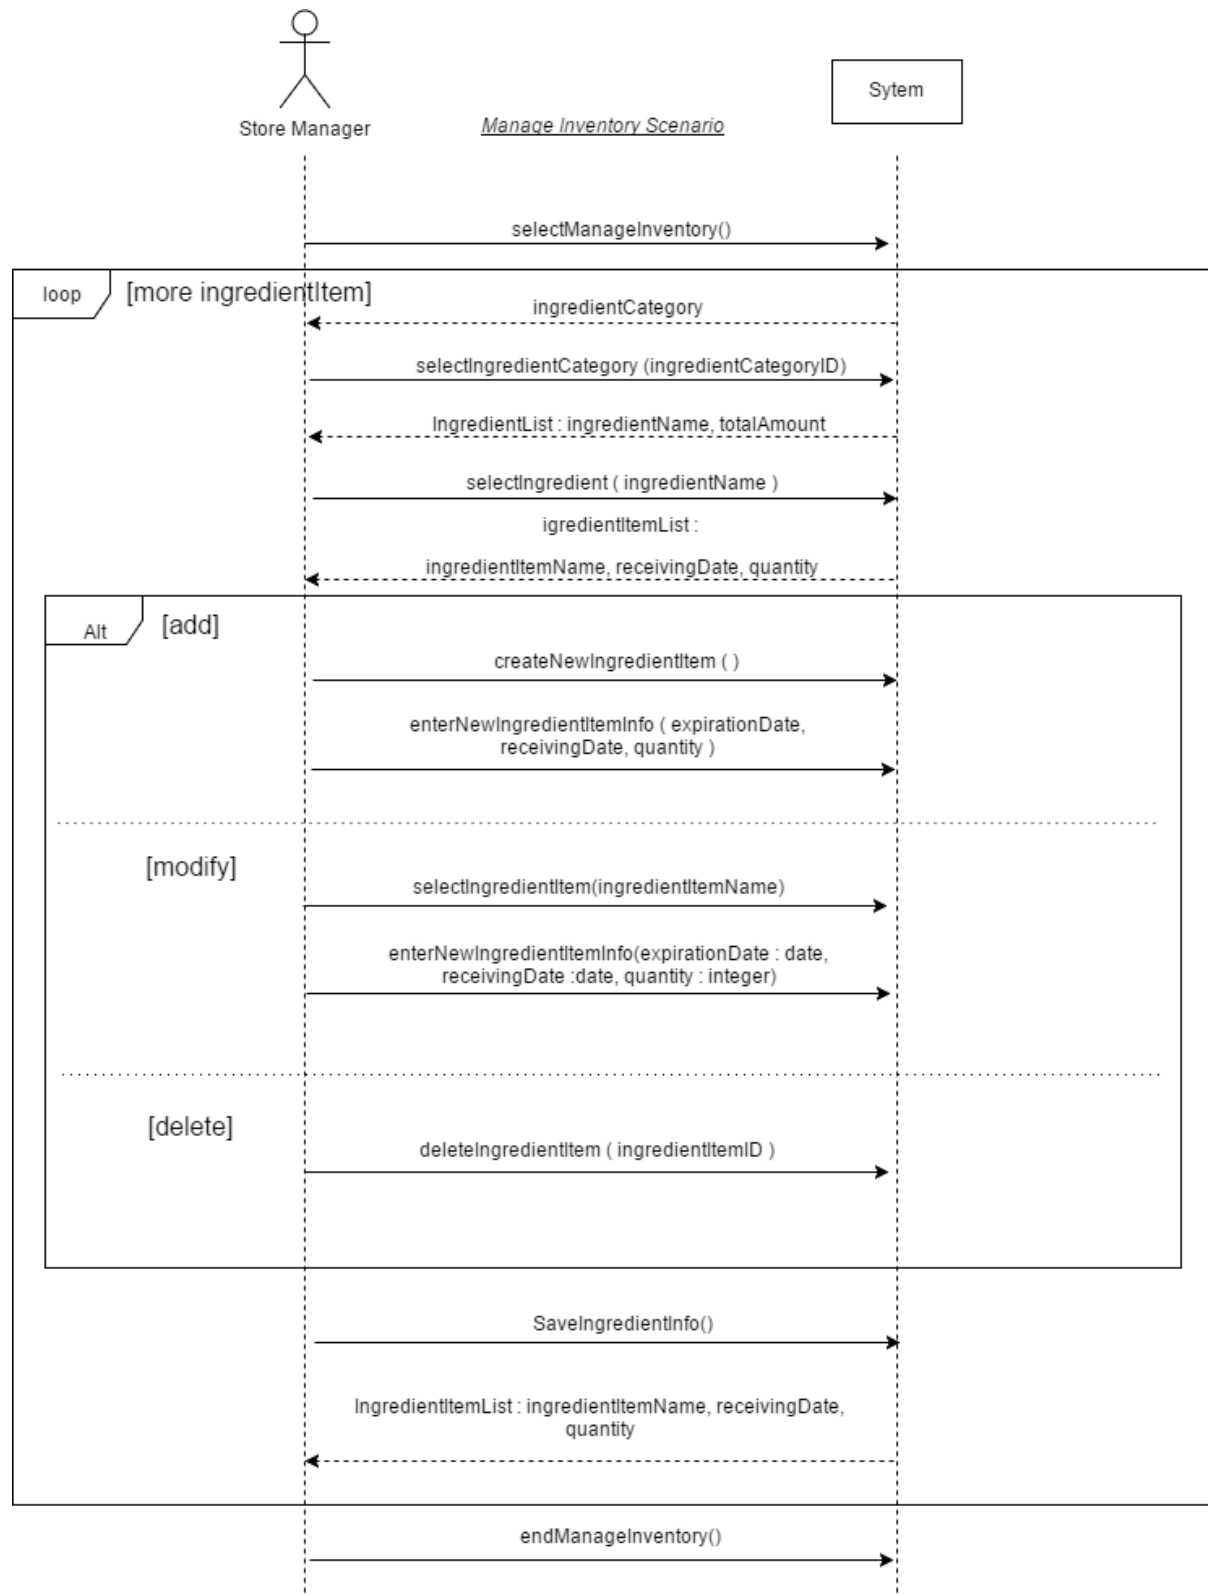 Sytem
Store Manager
Manage Inventory Scenario
selectManageInventory()
loop
[more ingredientItem]
ingredientCategory
selectIngredientCategory (ingredientCategoryID)
IngredientList : ingredientName, totalAmount
selectIngredient ( ingredientName )
igredientItemList :
ingredientItemName, receivingDate, quantity
Alt
[add]
createNewIngredientItem ( )
enterNewIngredientItemInfo ( expirationDate,
receivingDate, quantity )
[modify]
selectIngredientItem(ingredientItemName)
enterNewIngredientItemInfo(expirationDate : date,
receivingDate :date, quantity : integer)
[delete]
deleteIngredientItem ( ingredientItemID )
SaveIngredientInfo()
IngredientItemList : ingredientItemName, receivingDate,
quantity
endManageInventory()